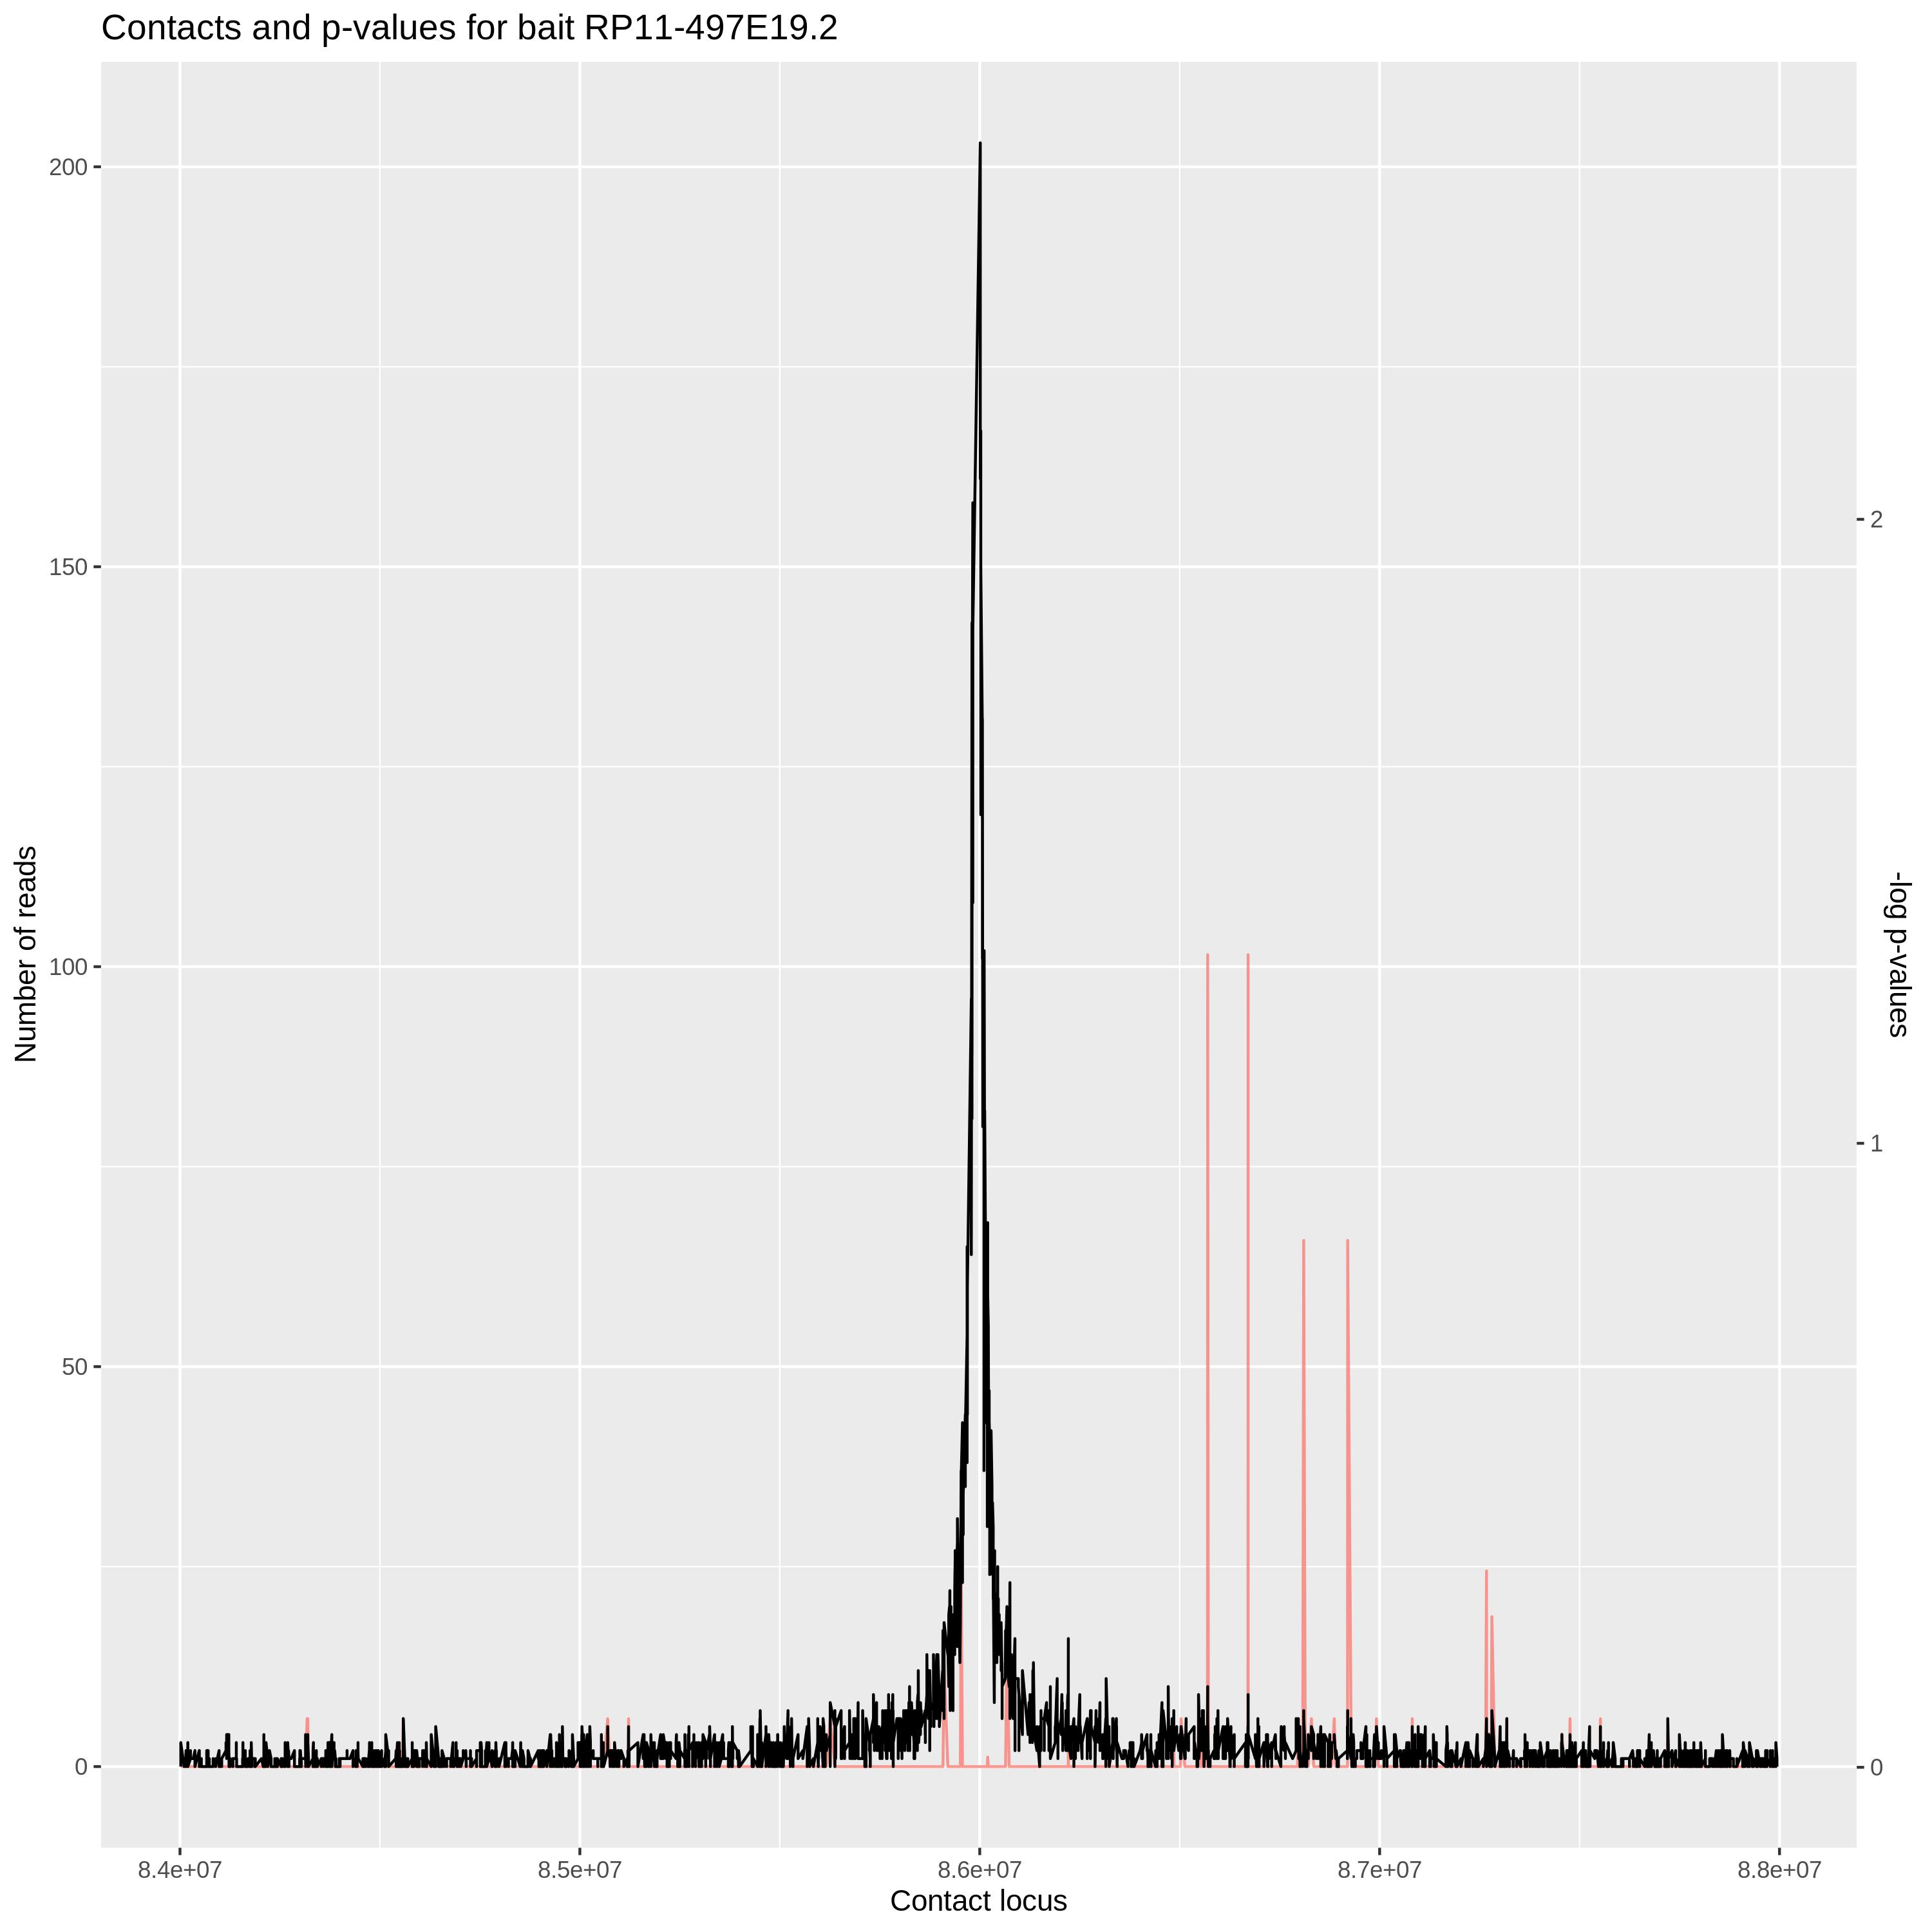 Contacts and p-values for bait RP11-497E19.2
200
150
100
50
0
Number of reads
2
1
0
-log p-values
8.4e+07
8.5e+07
8.6e+07
8.7e+07
8.8e+07
Contact locus